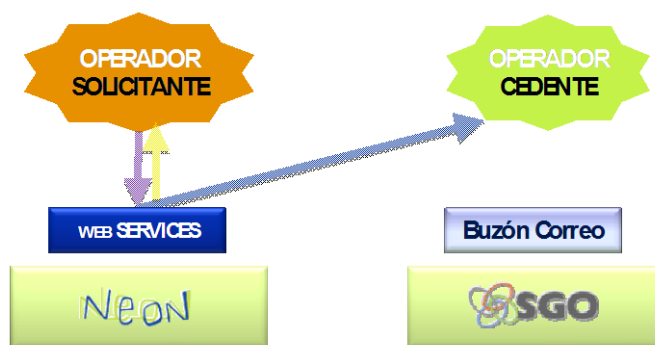 OPERADOR
SOLICITANTE
OPERADOR
CEDENTE
WEB SERVICES
Buzón Correo
NeoN
SGO